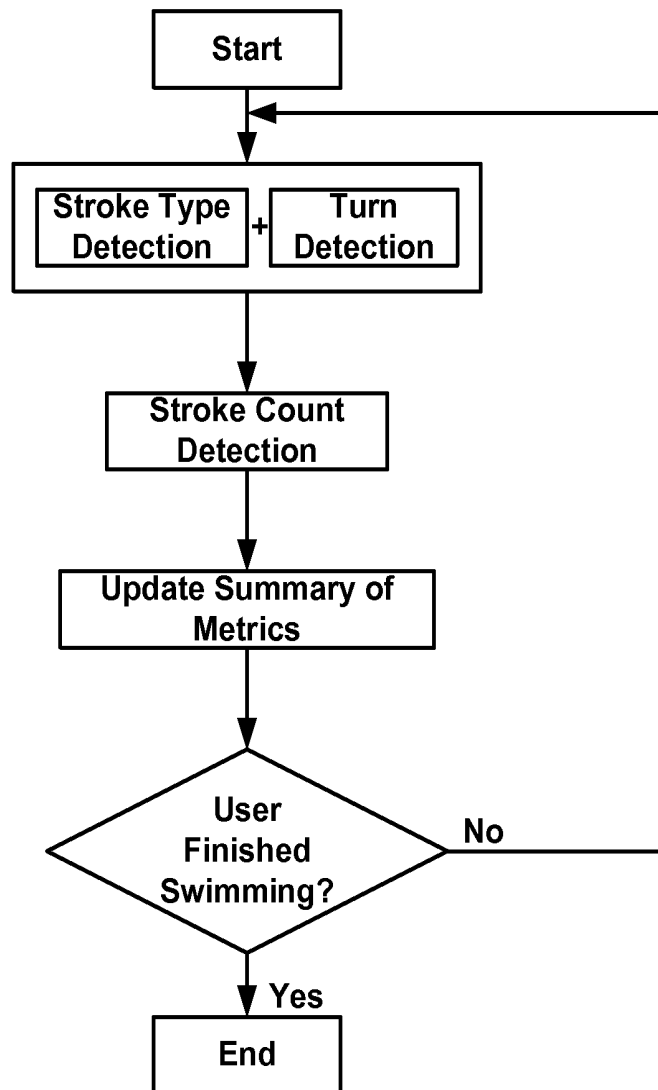 Start
Stroke Type
Detection
+
Turn
Detection
Stroke Count
Detection
Update Summary of
Metrics
User
Finished
Swimming?
No
Yes
End